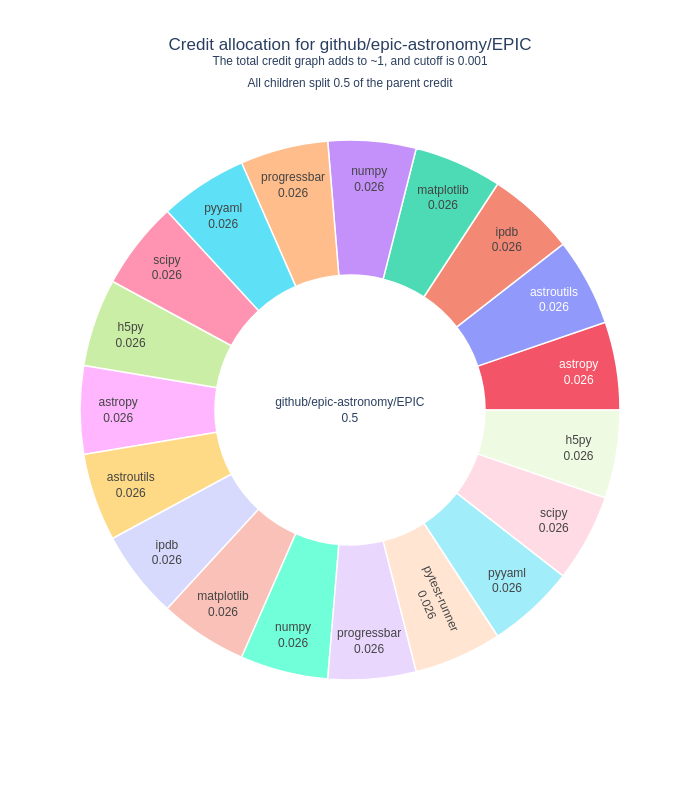 Credit allocation for github/epic-astronomy/EPIC
The total credit graph adds to ~1, and cutoff is 0.001
All children split 0.5 of the parent credit
numpy
0.026
matplotlib
0.026
ipdb
0.026
astroutils
0.026
astropy
0.026
h5py
0.026
scipy
0.026
pyyaml
0.026
pytest-runner
0.026
progressbar
0.026
numpy
0.026
matplotlib
0.026
ipdb
0.026
astroutils
0.026
astropy
0.026
h5py
0.026
scipy
0.026
pyyaml
0.026
progressbar
0.026
github/epic-astronomy/EPIC
0.5